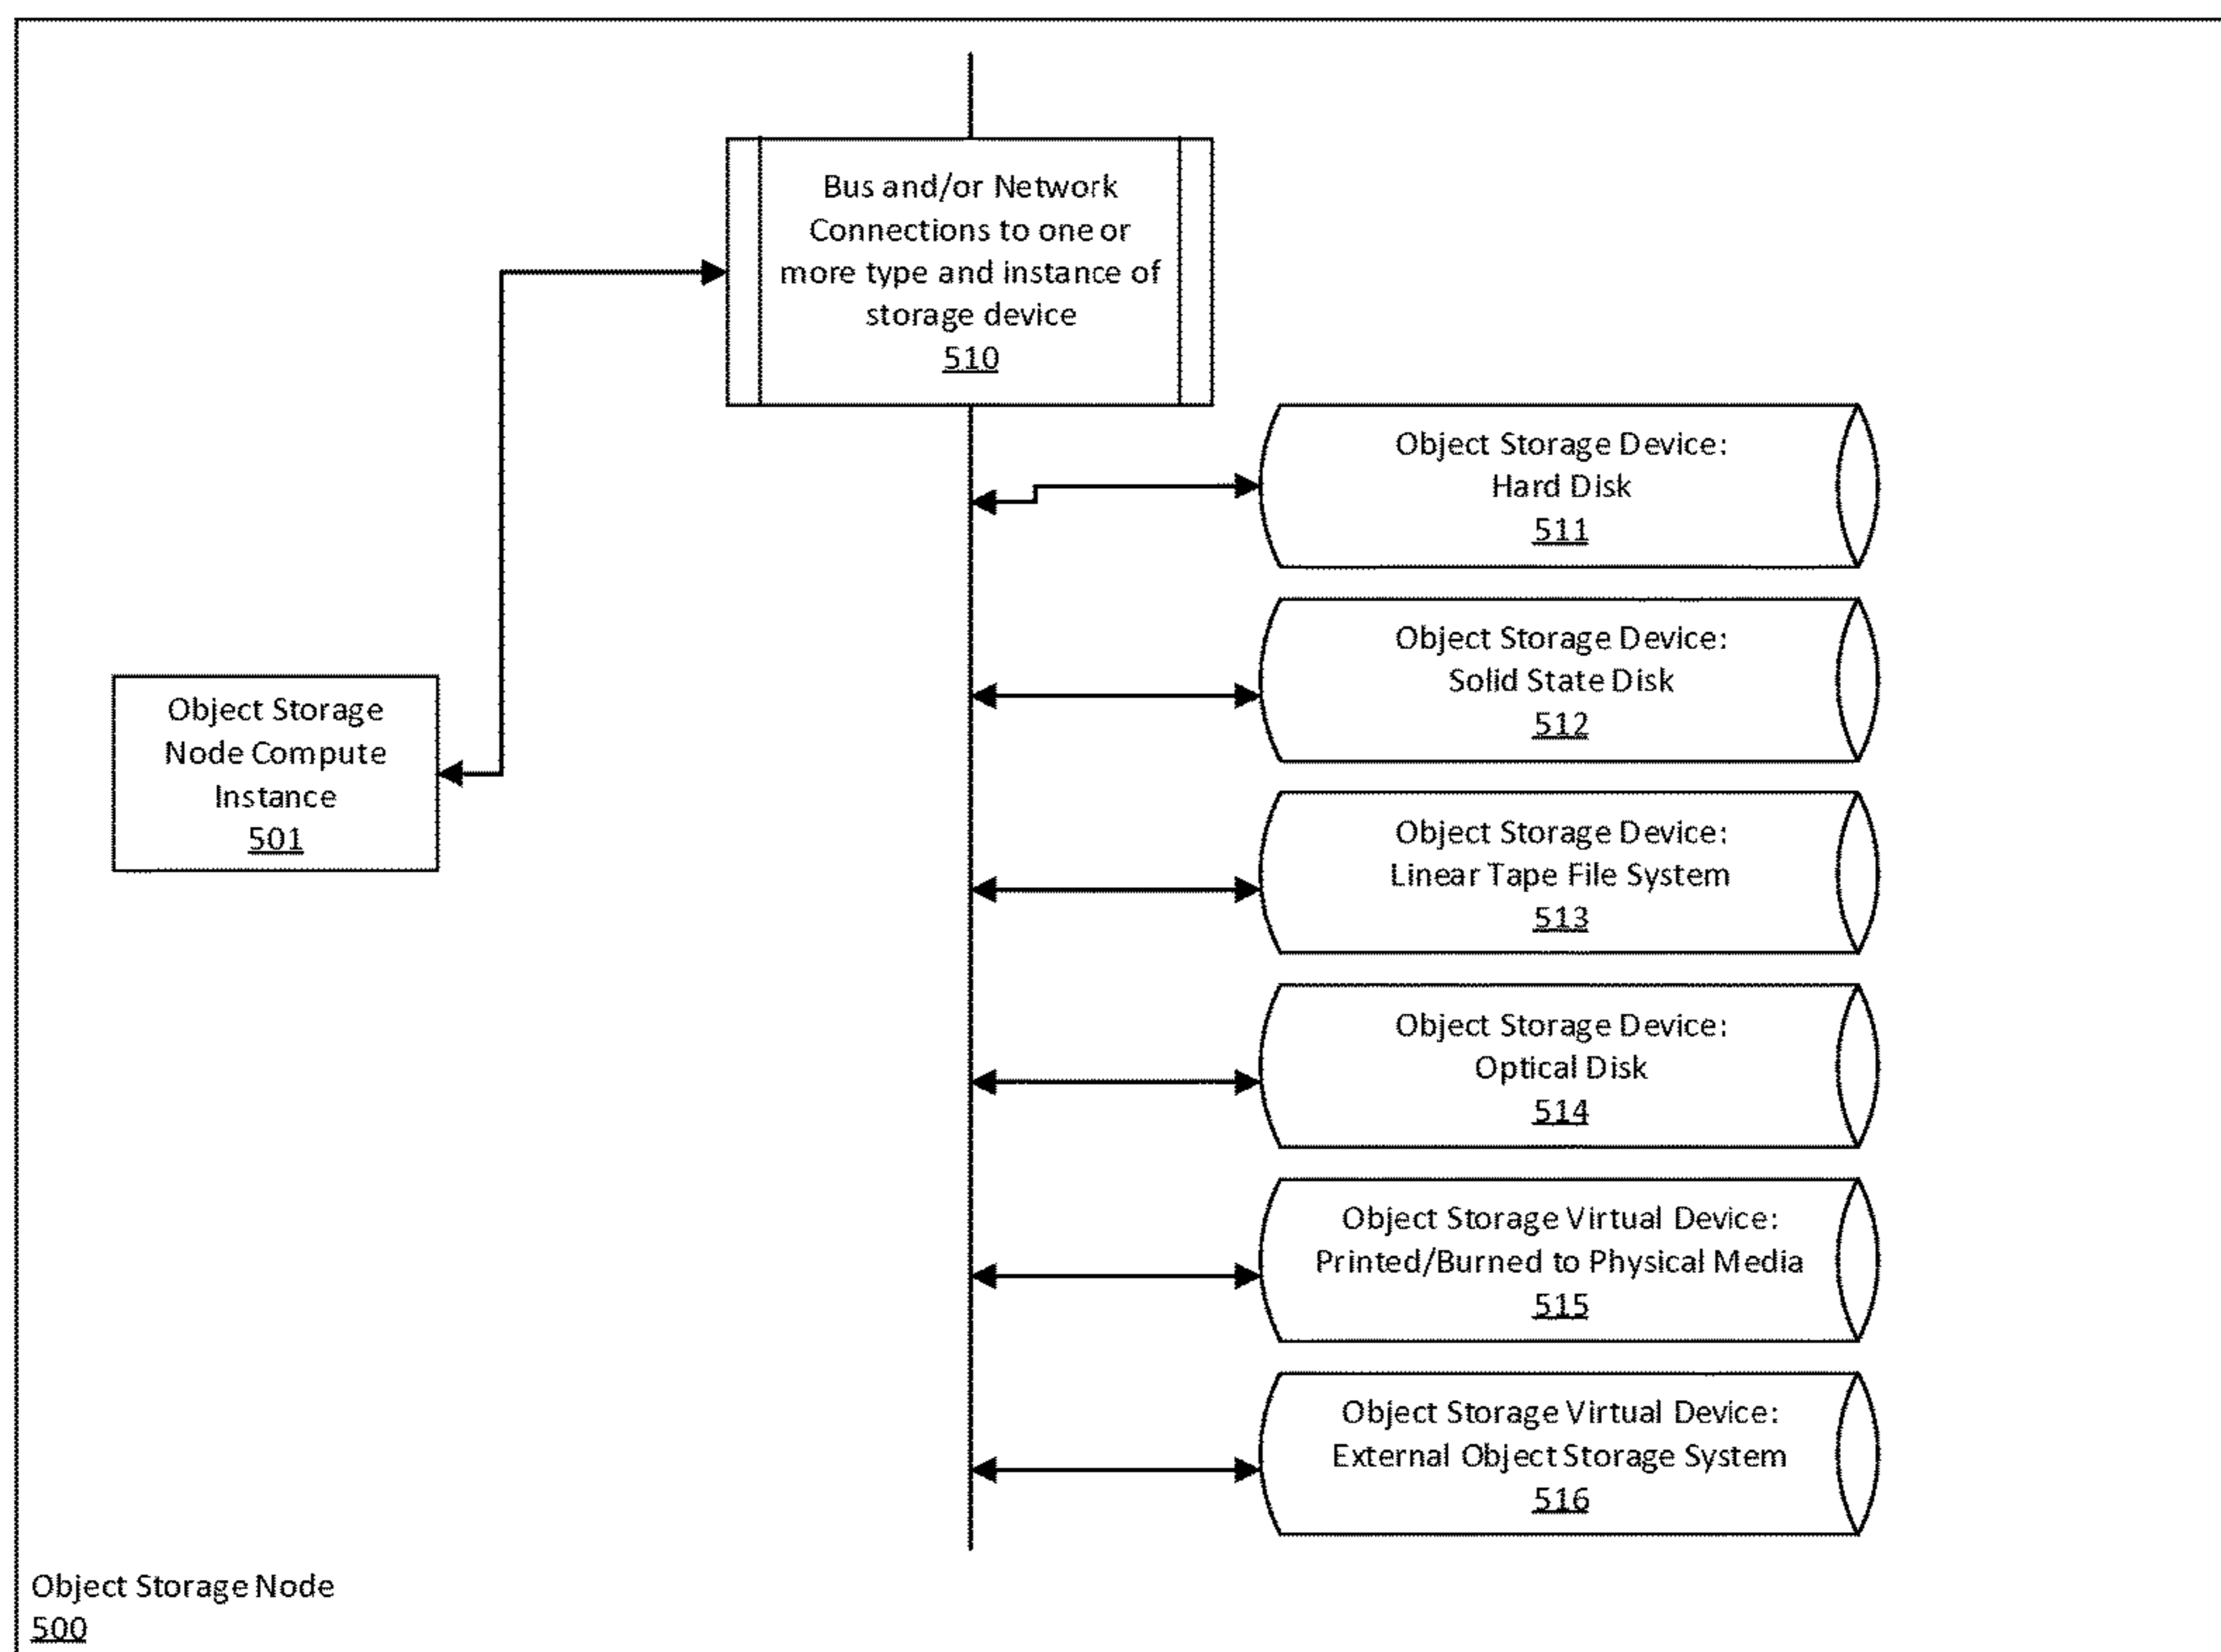 Bus and/or Network
Connections to one or
more type and instance of
storage device
510
Object Storage Device:
Hard Disk
511
Object Storage Device:
Solid State Disk
512
Object Storage
Node Compute
Instance
501
Object Storage Device:
Linear Tape File System
513
Object Storage Device:
Optical Disk
514
Object Storage Virtual Device:
Printed/Burned to Physical Media
515
Object Storage Virtual Device:
External Object Storage System
516
Object Storage Node
500